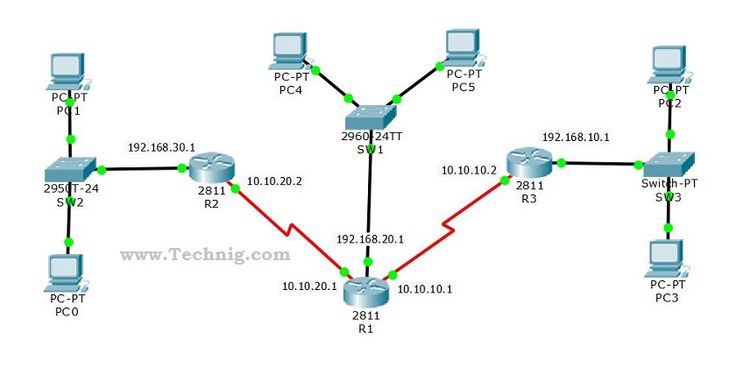 PC-PT
PC4
PC-PT
PC5
PC-PT
PC1
PC-PT
PC2
2960-24TT
SW1
192.168.30.1
192.168.10.1
2950T-24
SW2
10.10.20.2
2811
R2
10.10.10.2
2811
R3
Switch-PT
SW3
192.168.20.1
www.Technig.com
PC-PT
PC0
10.10.20.1
10.10.10.1
2811
R1
PC-PT
PC3